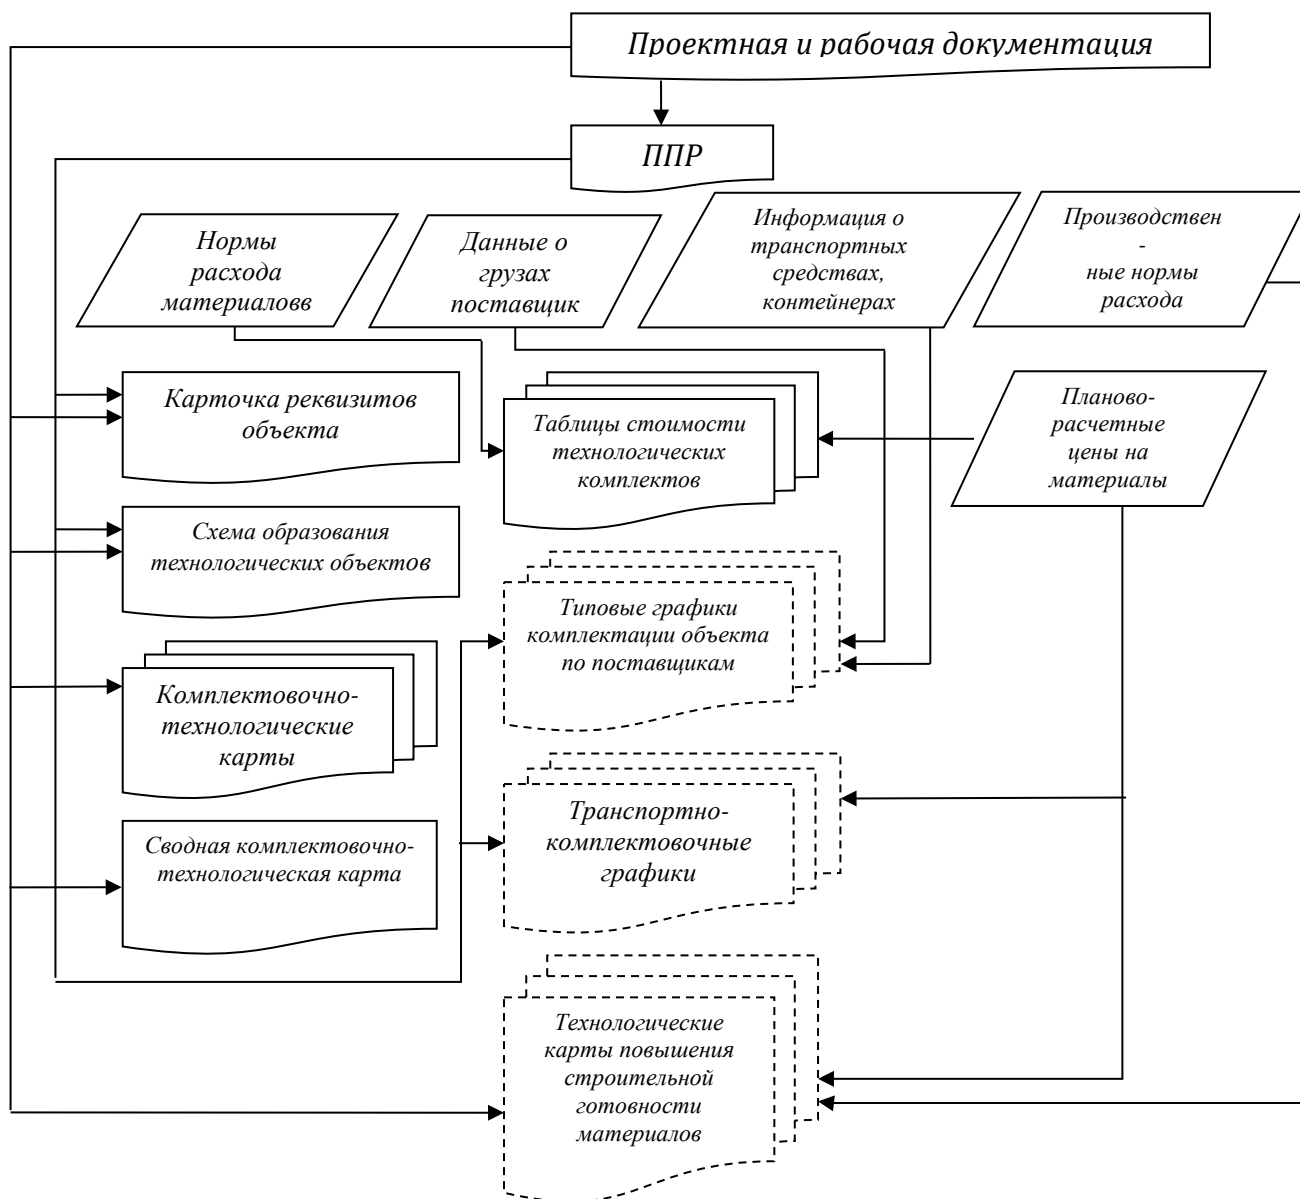 Проектная и рабочая документация
ППР
Нормы
расхода
материаловв
Данные о
грузах
поставщик
Информация о
транспортных
средствах,
контейнерах
Производствен
-
ные нормы
расхода
Карточка реквизитов
объекта
Таблицы стоимости
технологических
комплектов
Планово-
расчетные
цены на
материалы
Схема образования
технологических объектов
Типовые графики
комплектации объекта
по поставщикам
Комплектовочно-
технологические
карты
Транспортно-
комплектовочные
графики
Сводная комплектовочно-
технологическая карта
Технологические
карты повышения
строительной
готовности
материалов